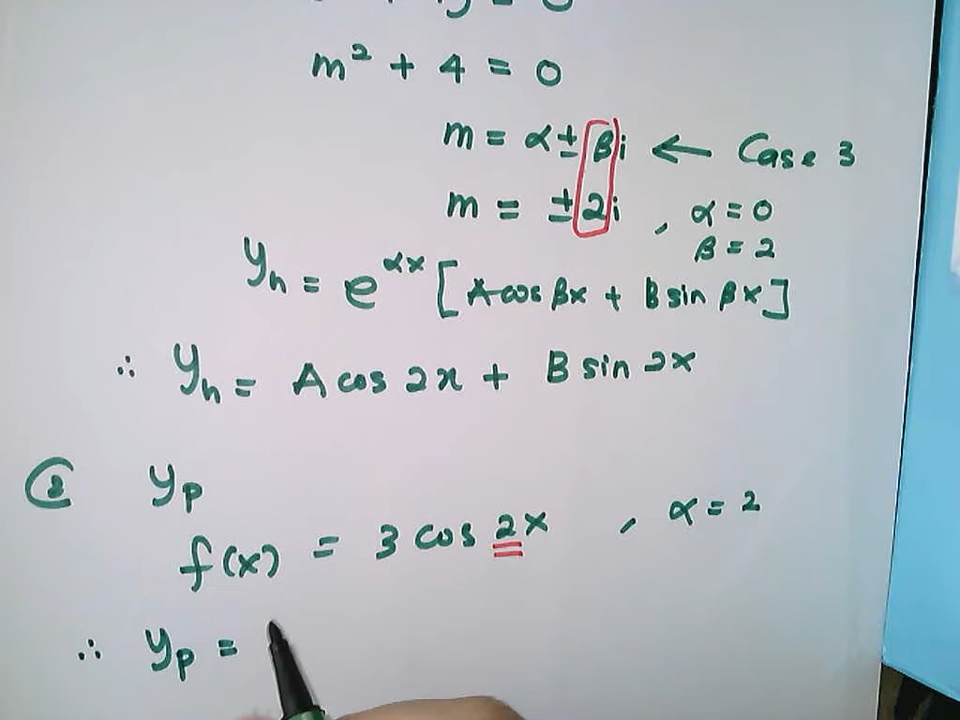 y = 0
m² + 4 = 0
m = α ± βi ← Case 3
m = ± 2i , α = 0
β = 2
yₕ = e^{αx} [A cos βx + B sin βx]
∴ yₕ = A cos 2x + B sin 2x
② yₚ
f(x) = 3 cos 2x , α = 2
∴ yₚ =